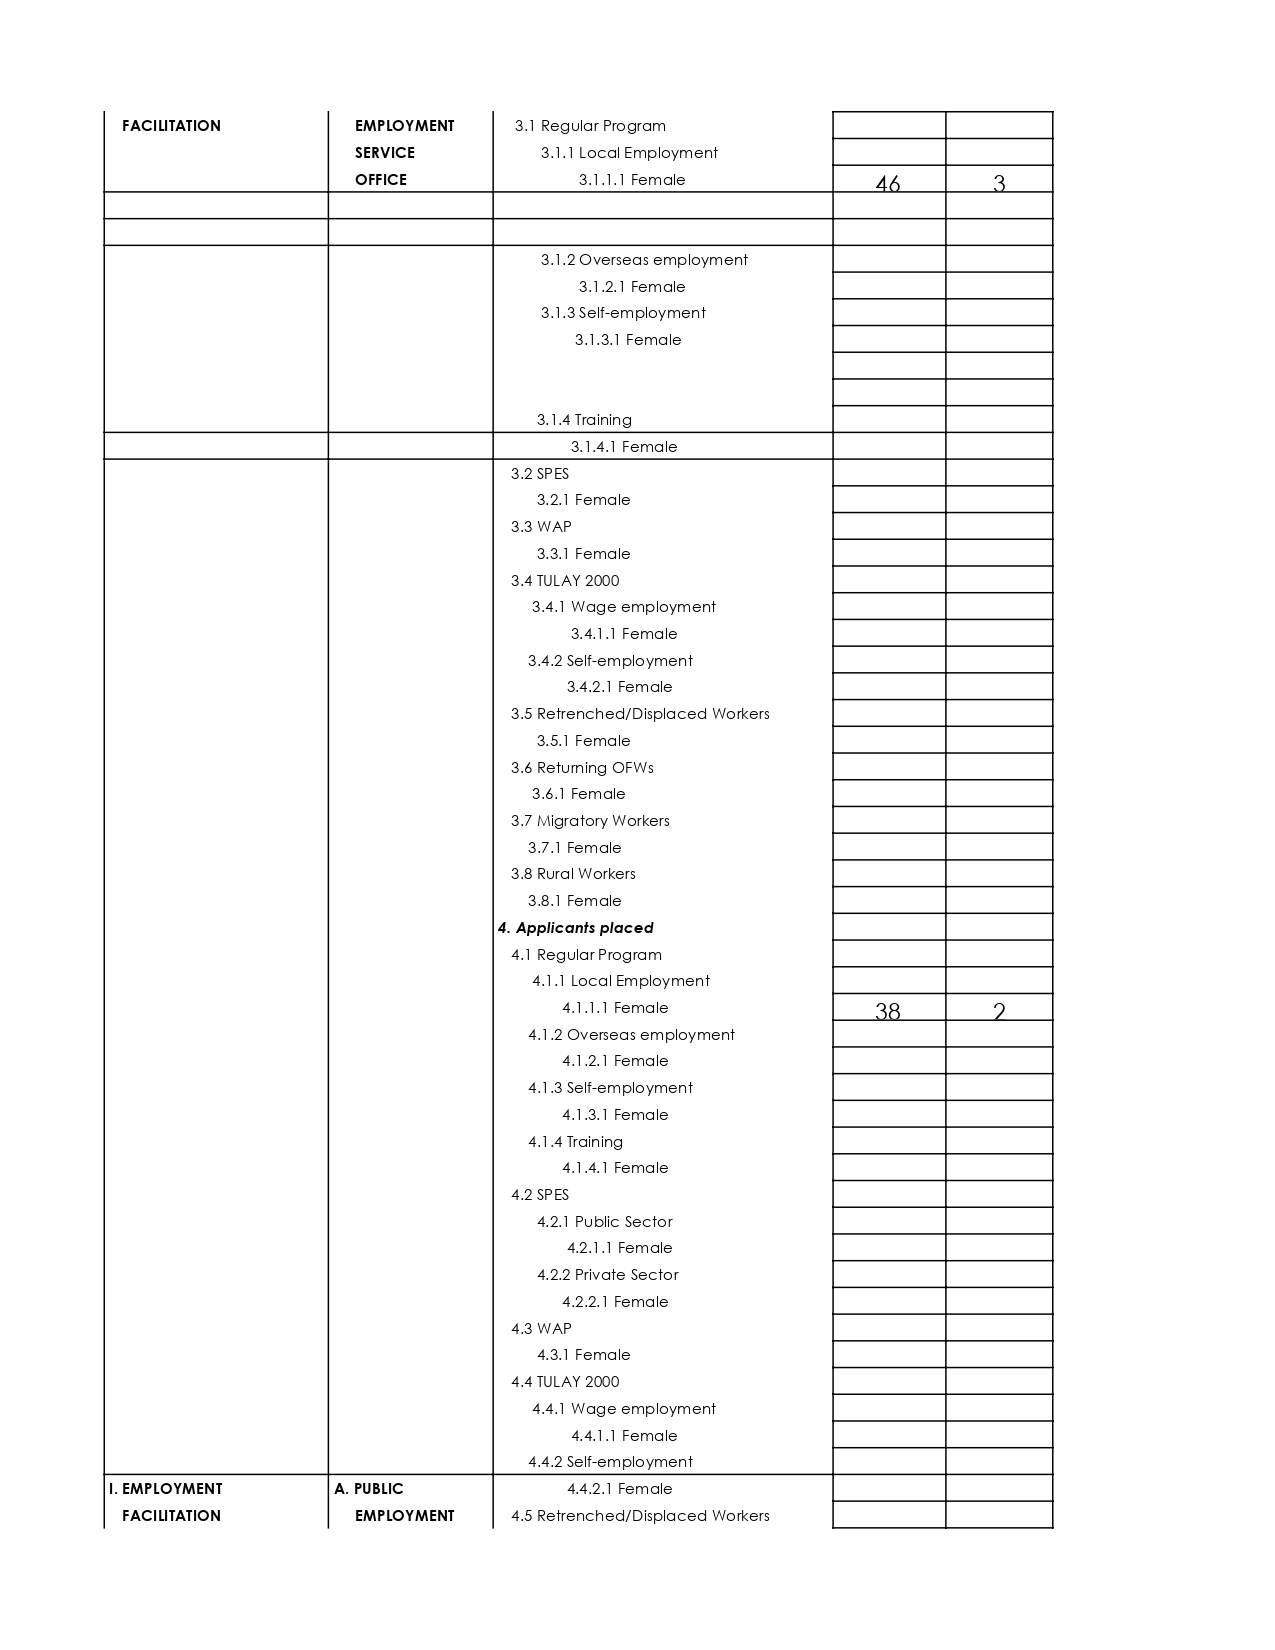 FACILITATION EMPLOYMENT 3.1 Regular Program
SERVICE 3.1.1 Local Employment
OFFICE 3.1.1.1 Female 46 3
3.1.2 Overseas employment
3.1.2.1 Female
3.1.3 Self-employment
3.1.3.1 Female
3.1.4 Training
3.1.4.1 Female
3.2 SPES
3.2.1 Female
3.3 WAP
3.3.1 Female
3.4 TULAY 2000
3.4.1 Wage employment
3.4.1.1 Female
3.4.2 Self-employment
3.4.2.1 Female
3.5 Retrenched/Displaced Workers
3.5.1 Female
3.6 Returning OFWs
3.6.1 Female
3.7 Migratory Workers
3.7.1 Female
3.8 Rural Workers
3.8.1 Female
4. Applicants placed
4.1 Regular Program
4.1.1 Local Employment
4.1.1.1 Female 38 2
4.1.2 Overseas employment
4.1.2.1 Female
4.1.3 Self-employment
4.1.3.1 Female
4.1.4 Training
4.1.4.1 Female
4.2 SPES
4.2.1 Public Sector
4.2.1.1 Female
4.2.2 Private Sector
4.2.2.1 Female
4.3 WAP
4.3.1 Female
4.4 TULAY 2000
4.4.1 Wage employment
4.4.1.1 Female
4.4.2 Self-employment
I. EMPLOYMENT A. PUBLIC 4.4.2.1 Female
FACILITATION EMPLOYMENT 4.5 Retrenched/Displaced Workers